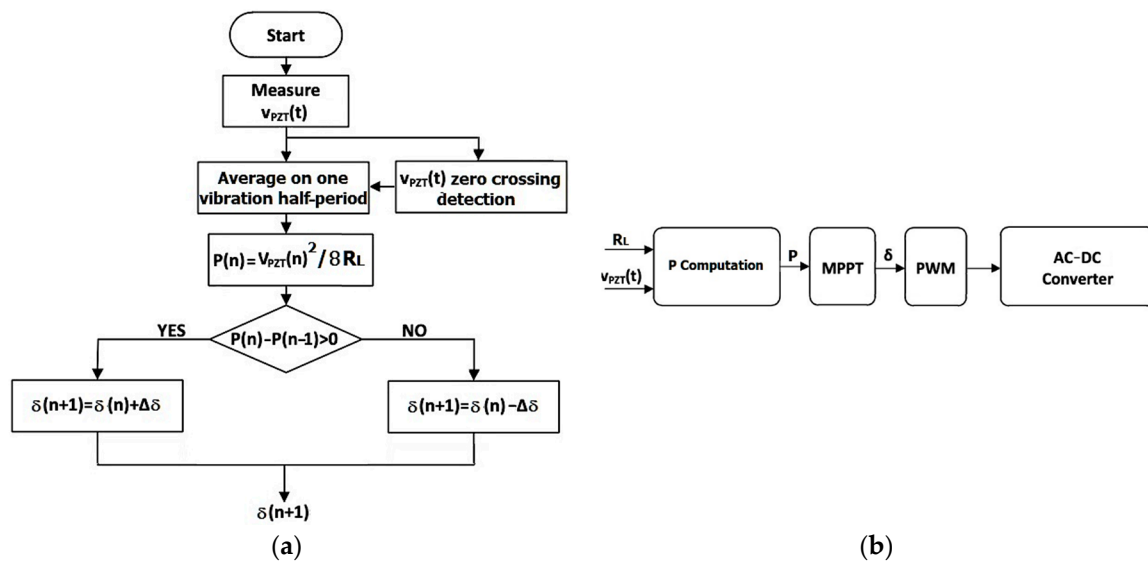 Start
Measure
vPZT(t)
Average on one
vibration half-period
vPZT(t) zero crossing
detection
P(n)=VPZT(n)²/8RL
YES
P(n)-P(n-1)>0
NO
δ(n+1)=δ(n)+Δδ
δ(n+1)=δ(n)-Δδ
δ(n+1)
(a)
RL
vPZT(t)
P Computation
P
MPPT
δ
PWM
AC-DC
Converter
(b)